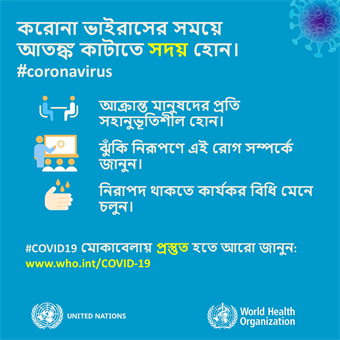 করোনা ভাইরাসের সময়ে
আতঙ্ক কাটাতে সদয় হোন।
#coronavirus
আক্রান্ত মানুষদের প্রতি
সহানুভূতিশীল হোন।
ঝুঁকি নিরূপণে এই রোগ সম্পর্কে
জানুন।
নিরাপদ থাকতে কার্যকর বিধি মেনে
চলুন।
#COVID19 মোকাবেলায় প্রস্তুত হতে আরো জানুন:
www.who.int/COVID-19
UNITED NATIONS
World Health
Organization